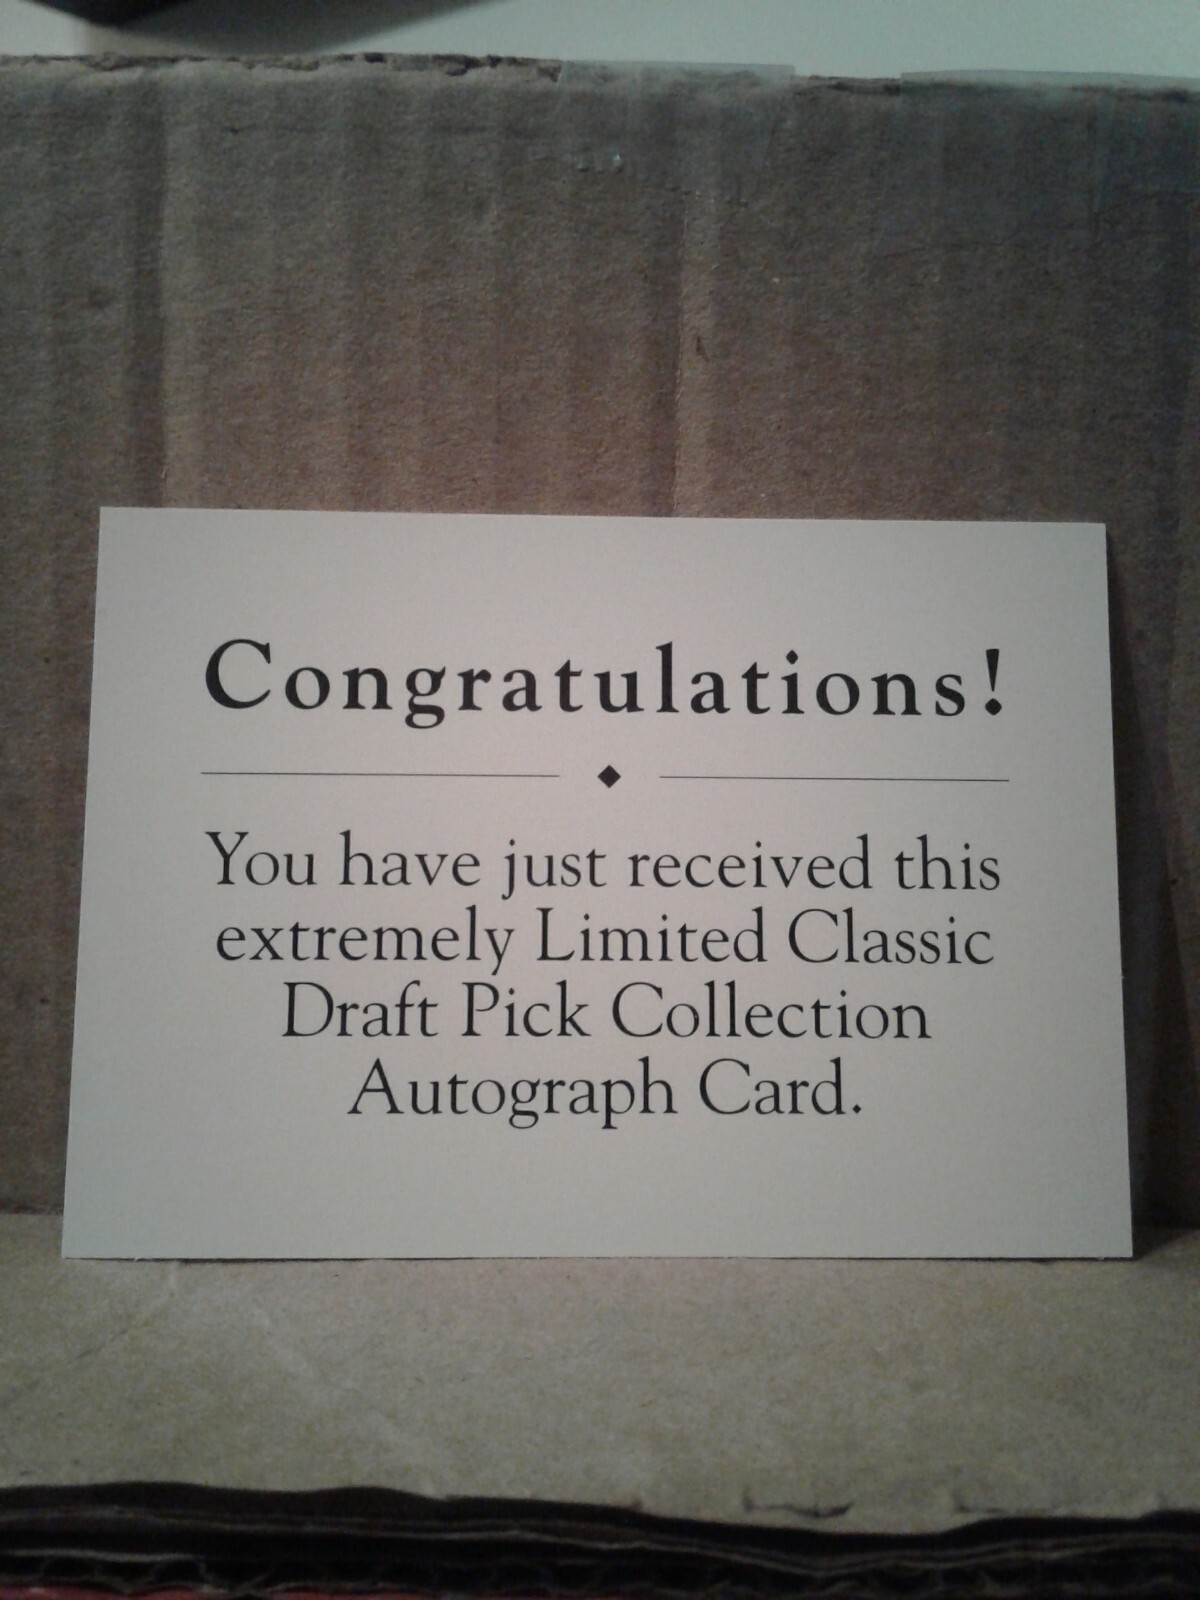 Congratulations!
You have just received this
extremely Limited Classic
Draft Pick Collection
Autograph Card.